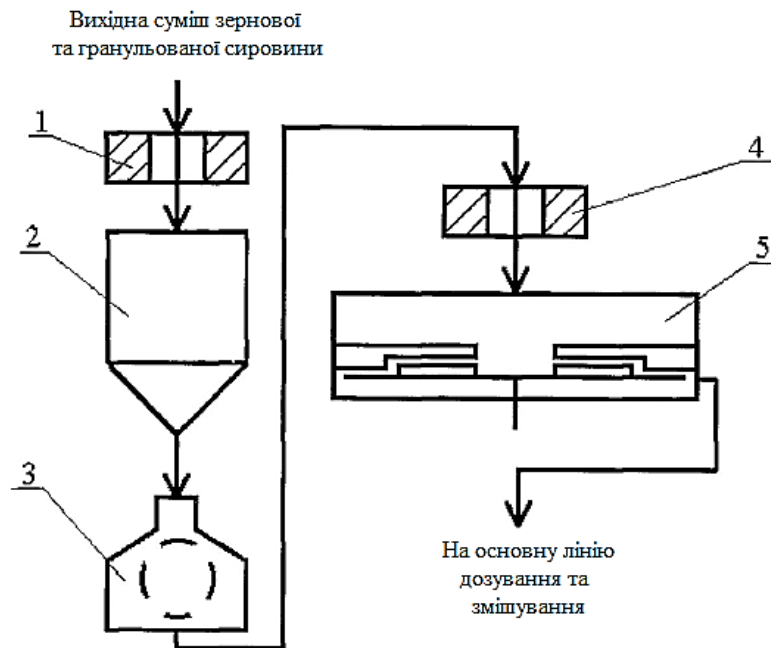 Вихідна суміш зернової
та гранульованої сировини
1
2
3
4
5
На основну лінію
дозування та
змішування